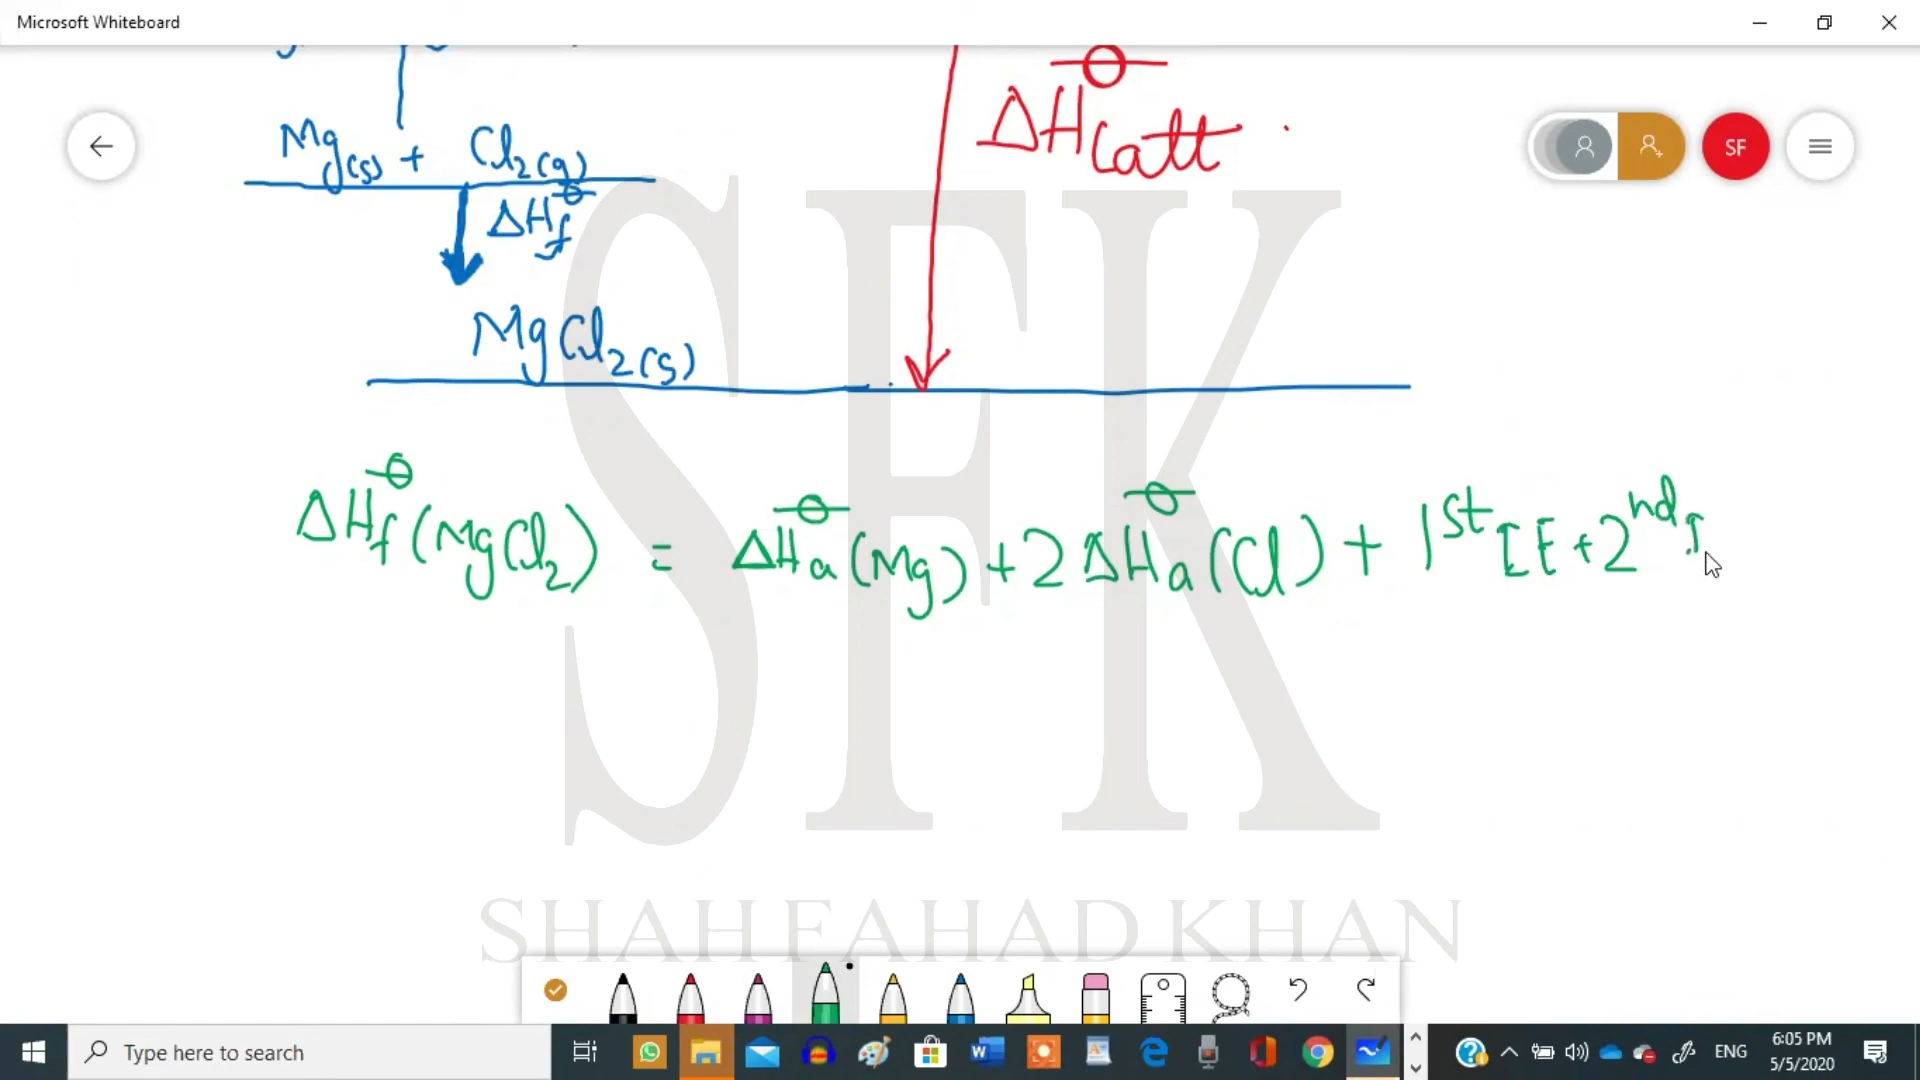 Microsoft Whiteboard
ΔH⦵latt
Mg(s) + Cl2(g)
SF
ΔHf⦵
MgCl2(s)
ΔHf⦵(MgCl2) = ΔHa⦵(Mg) + 2ΔHa⦵(Cl) + 1st IE + 2nd I
SFK
SHAH FAHAD KHAN
Type here to search
ENG
6:05 PM
5/5/2020